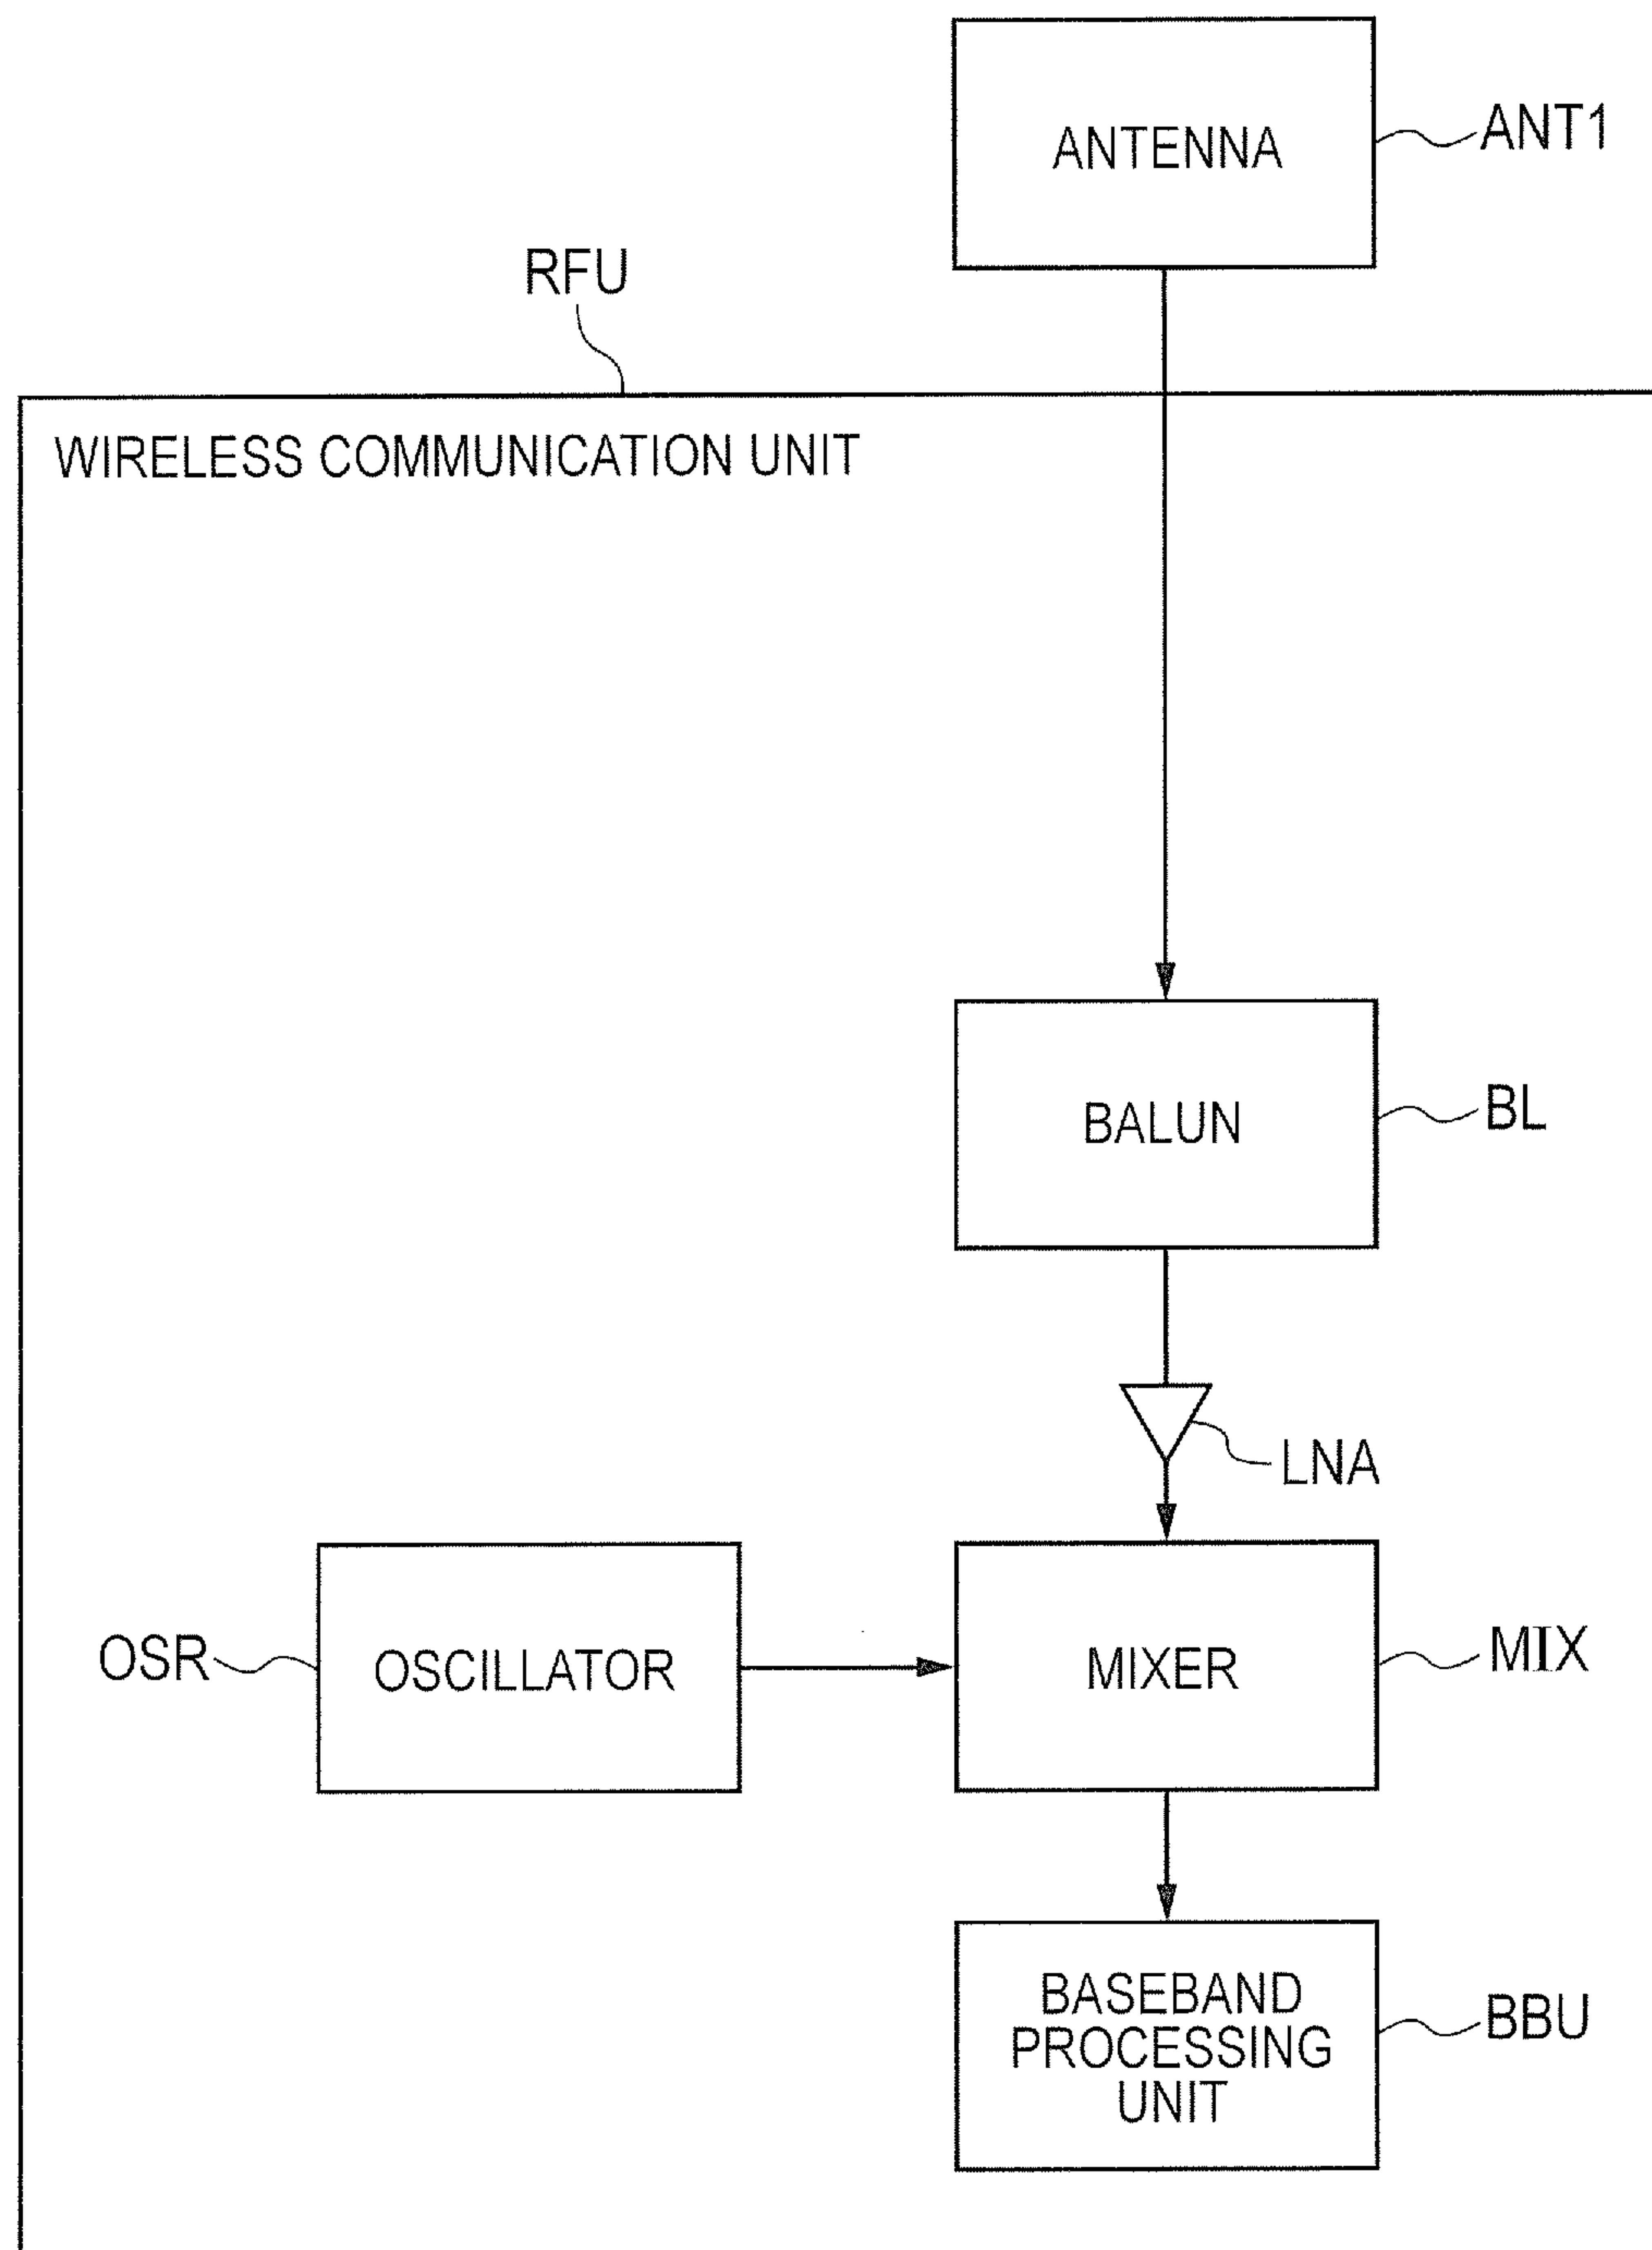 ANTENNA
ANT1
RFU
WIRELESS COMMUNICATION UNIT
BALUN
BL
LNA
OSR
OSCILLATOR
MIXER
MIX
BASEBAND
PROCESSING
UNIT
BBU